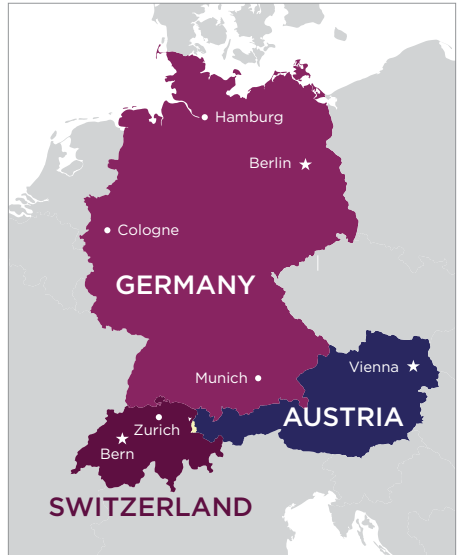 Hamburg
Berlin
Cologne
GERMANY
Munich
Vienna
AUSTRIA
Zurich
Bern
SWITZERLAND